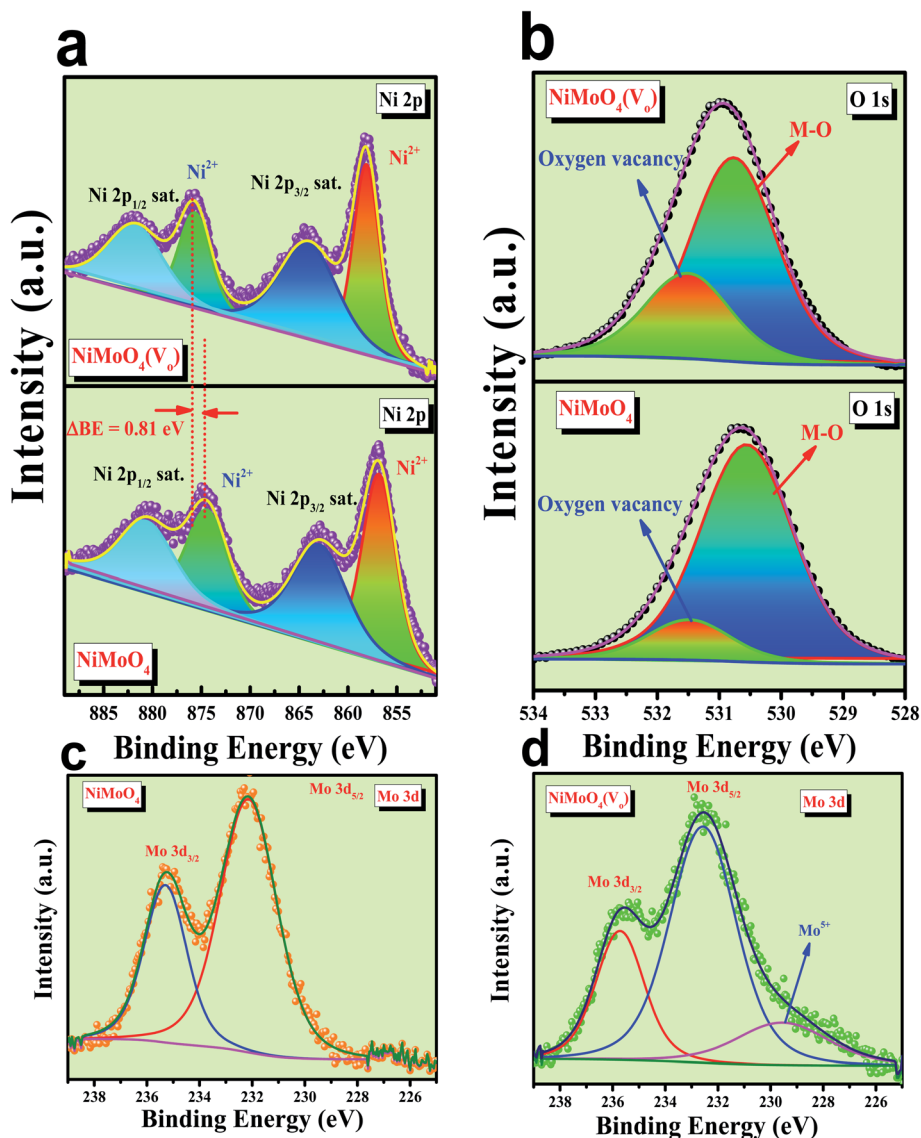 a
Ni 2p
Ni²⁺
Ni 2p₃/₂ sat.
Ni²⁺
Ni 2p₁/₂ sat.
NiMoO₄(Vₒ)
Ni 2p
ΔBE = 0.81 eV
Ni²⁺
Ni 2p₁/₂ sat.
Ni²⁺
Ni 2p₃/₂ sat.
NiMoO₄
Intensity (a.u.)
885 880 875 870 865 860 855
Binding Energy (eV)
b
NiMoO₄(Vₒ)
O 1s
M-O
Oxygen vacancy
NiMoO₄
O 1s
M-O
Oxygen vacancy
Intensity (a.u.)
534 533 532 531 530 529 528
Binding Energy (eV)
c
NiMoO₄
Mo 3d₅/₂
Mo 3d
Mo 3d₃/₂
Intensity (a.u.)
238 236 234 232 230 228 226
Binding Energy (eV)
d
NiMoO₄(Vₒ)
Mo 3d₅/₂
Mo 3d
Mo 3d₃/₂
Mo⁵⁺
Intensity (a.u.)
238 236 234 232 230 228 226
Binding Energy (eV)